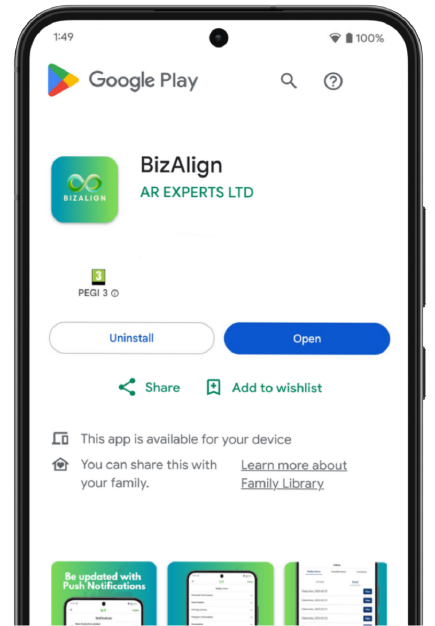 1:49
100%
Google Play
BizAlign
AR EXPERTS LTD
BIZALIGN
3
PEGI 3
Uninstall
Open
Share
Add to wishlist
This app is available for your device
You can share this with
your family.
Learn more about
Family Library
Be updated with
Push Notifications
Notifications